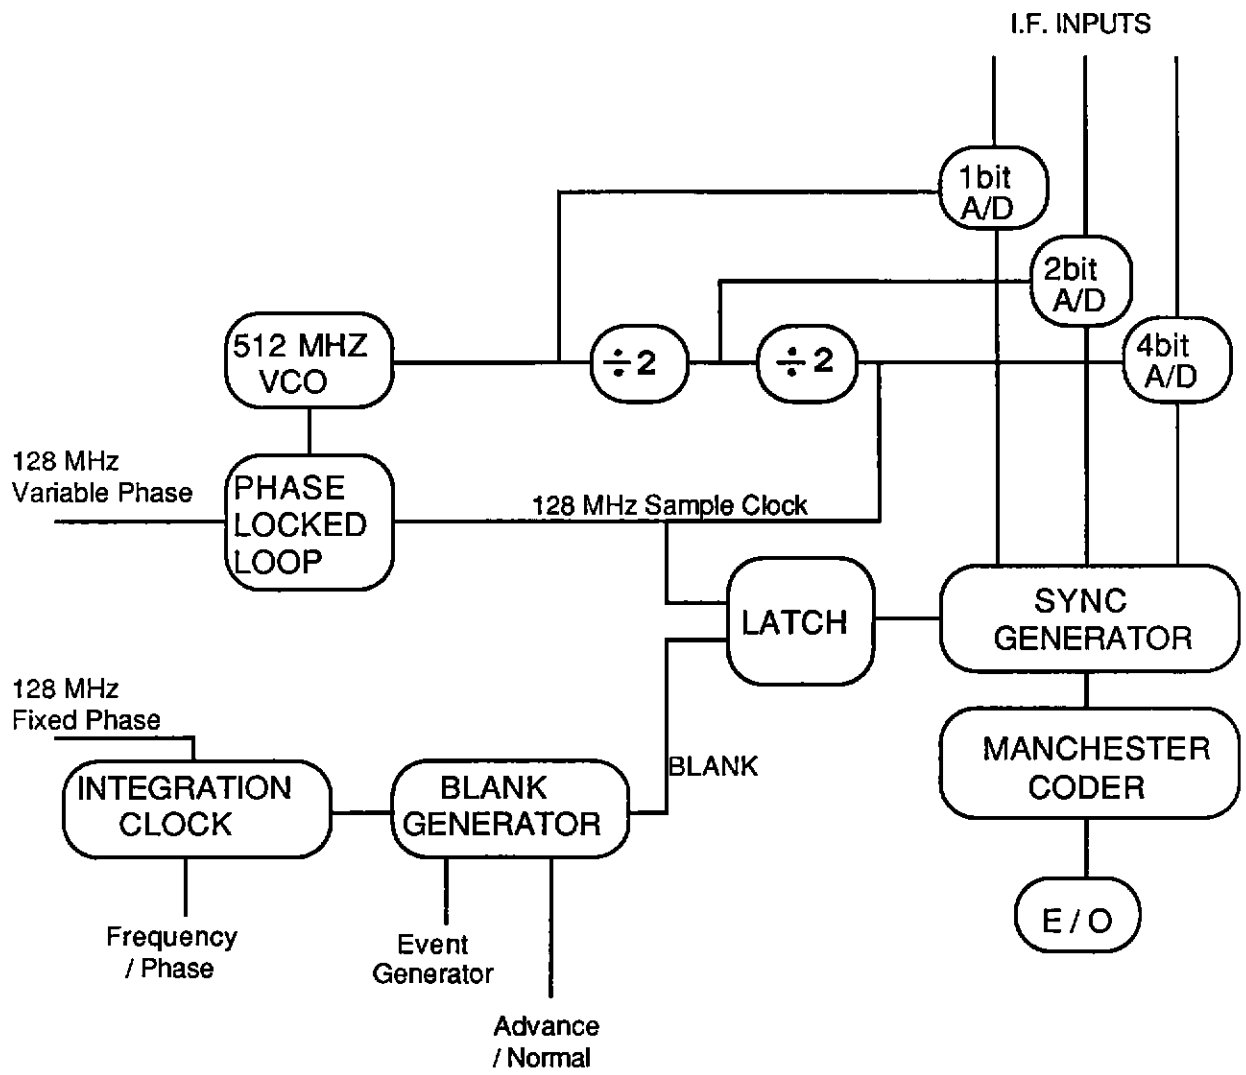 I.F. INPUTS
1bit
A/D
2bit
A/D
512 MHZ
VCO
÷2
÷2
4bit
A/D
128 MHz
Variable Phase
PHASE
LOCKED
LOOP
128 MHz Sample Clock
LATCH
SYNC
GENERATOR
128 MHz
Fixed Phase
MANCHESTER
CODER
BLANK
INTEGRATION
CLOCK
BLANK
GENERATOR
E / O
Frequency
/ Phase
Event
Generator
Advance
/ Normal